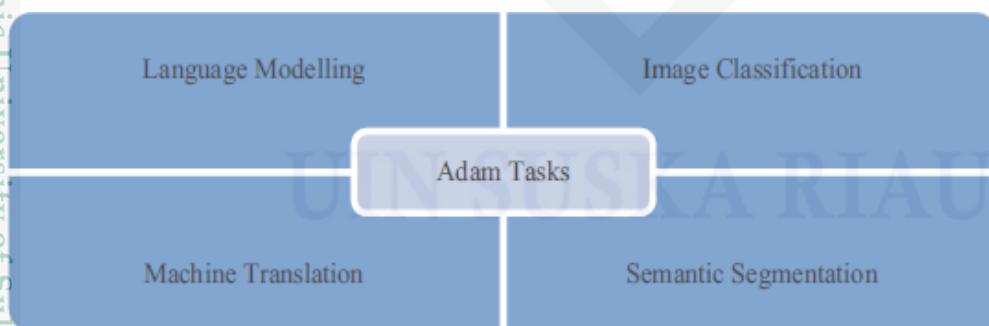 Language Modelling
Image Classification
Adam Tasks
UIN SUSKA RIAU
Machine Translation
Semantic Segmentation